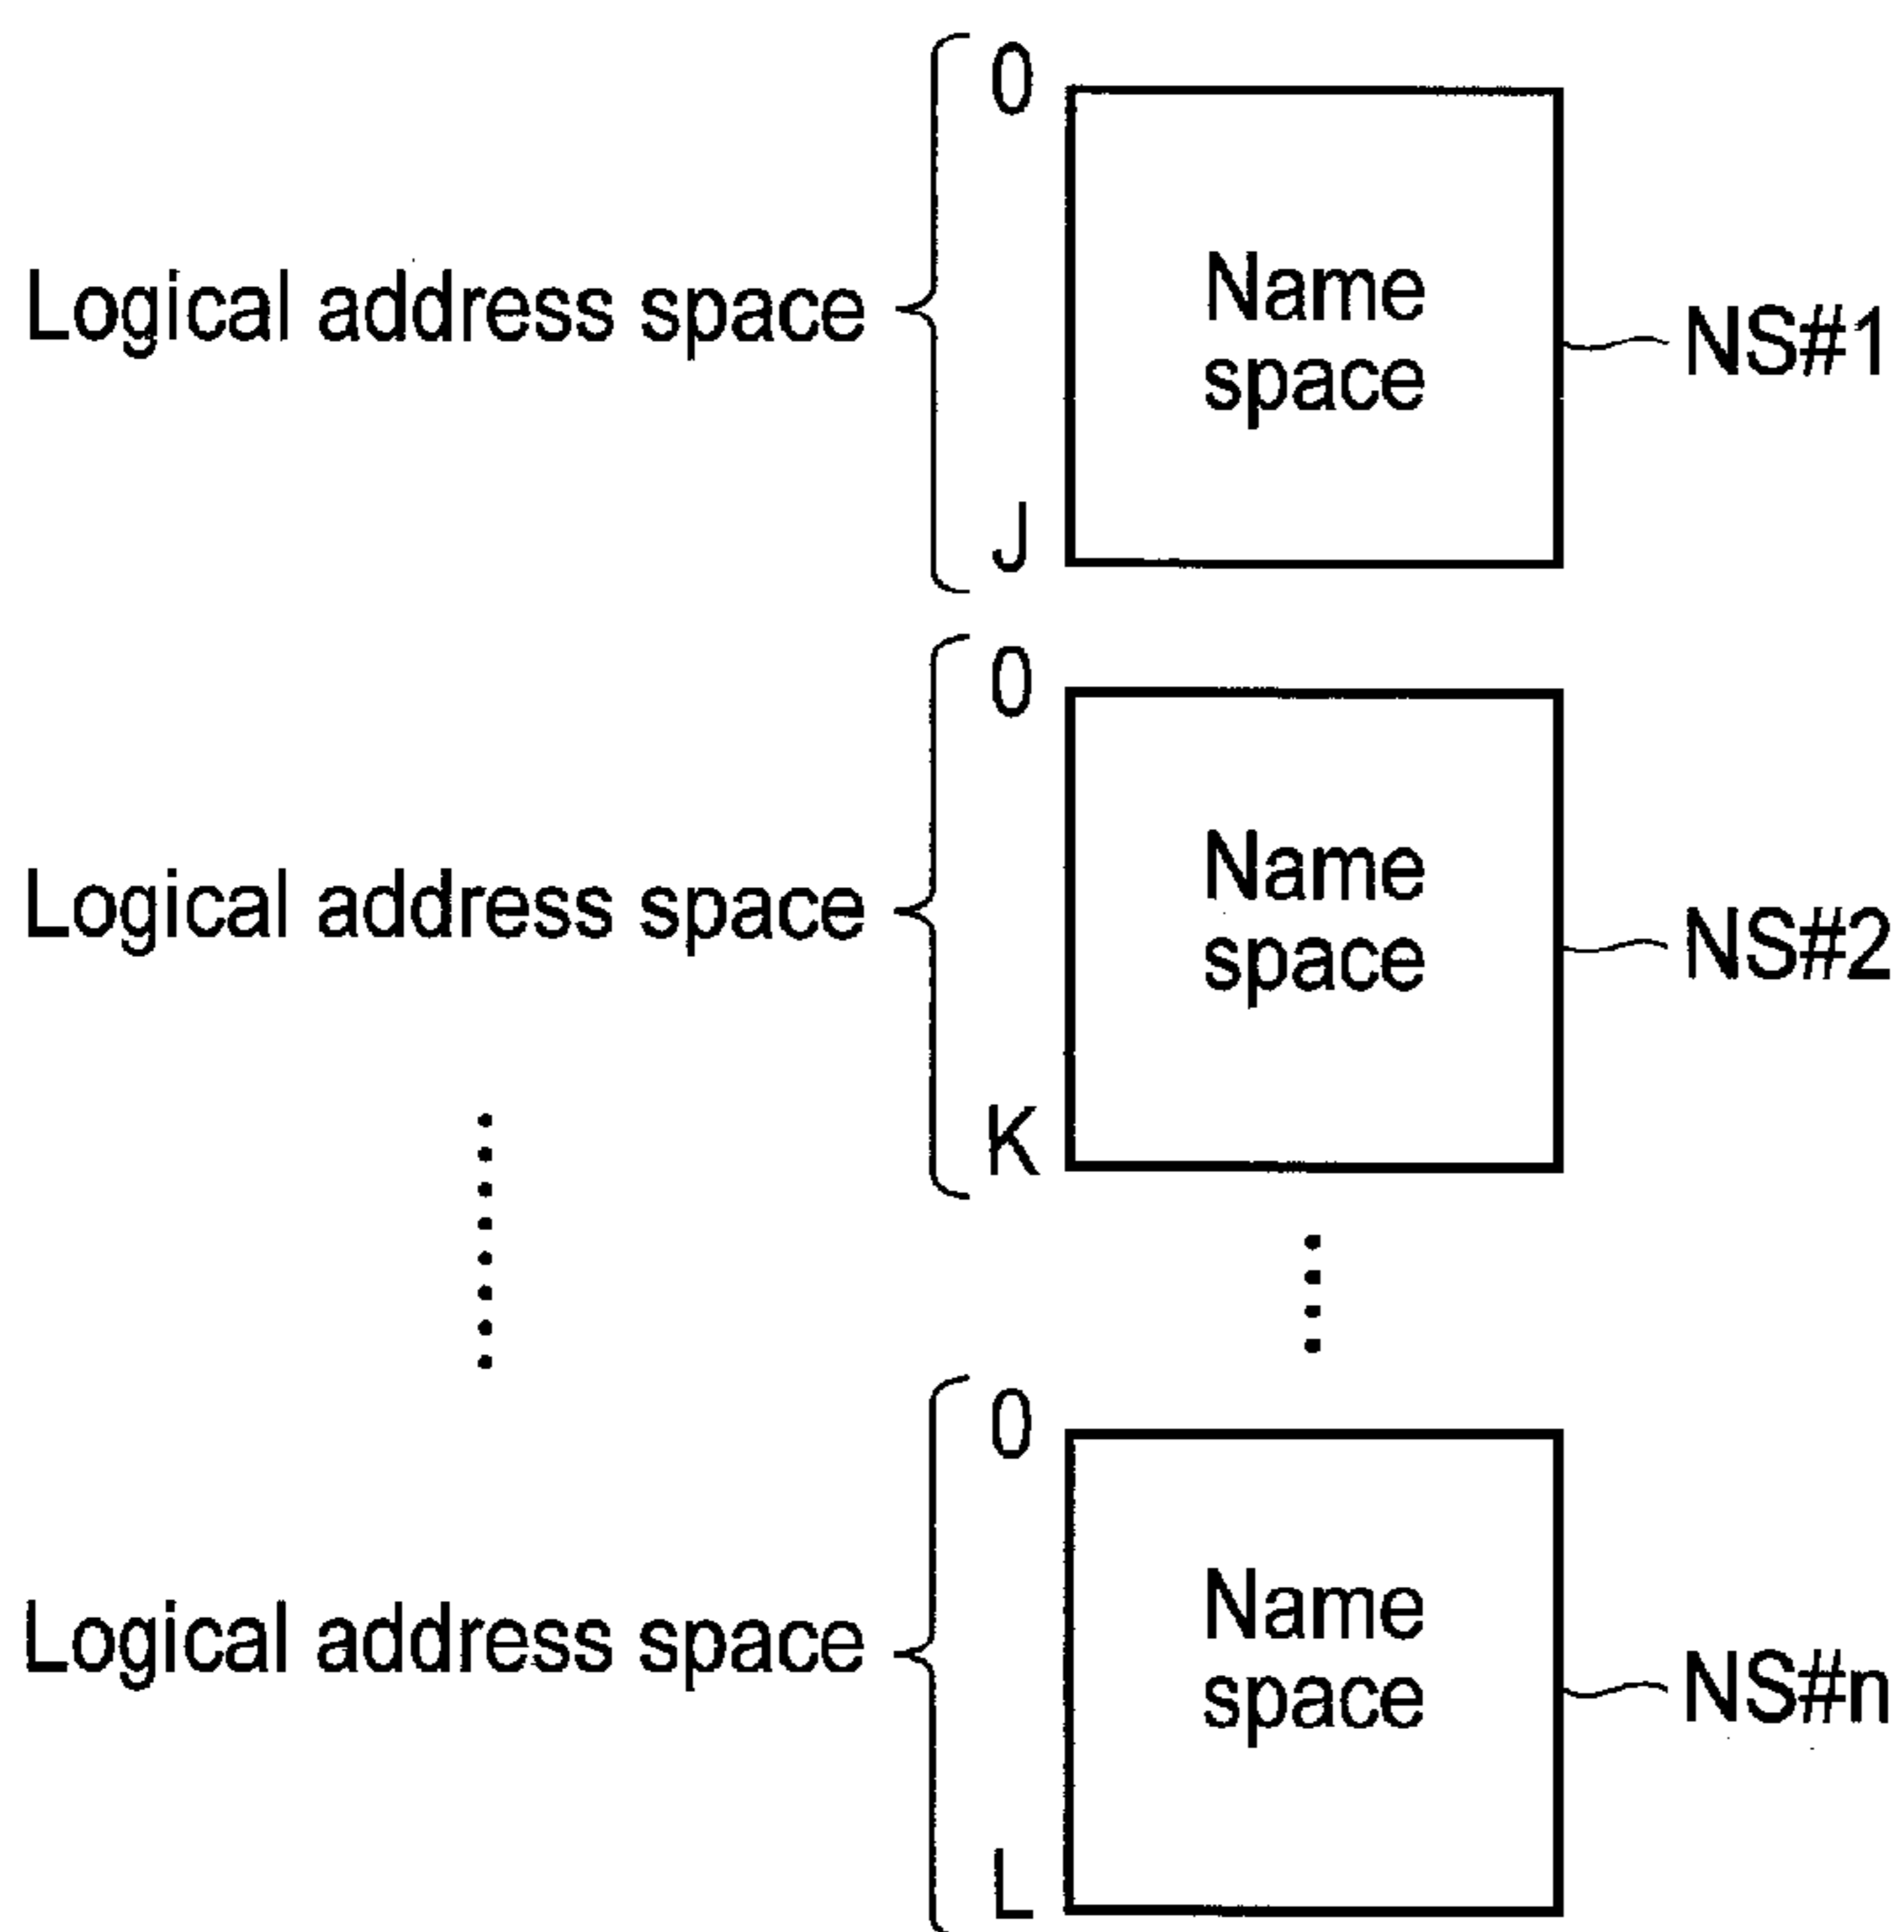 0
Logical address space
Name
space
NS#1
J
0
Logical address space
Name
space
NS#2
K
0
Logical address space
Name
space
NS#n
L